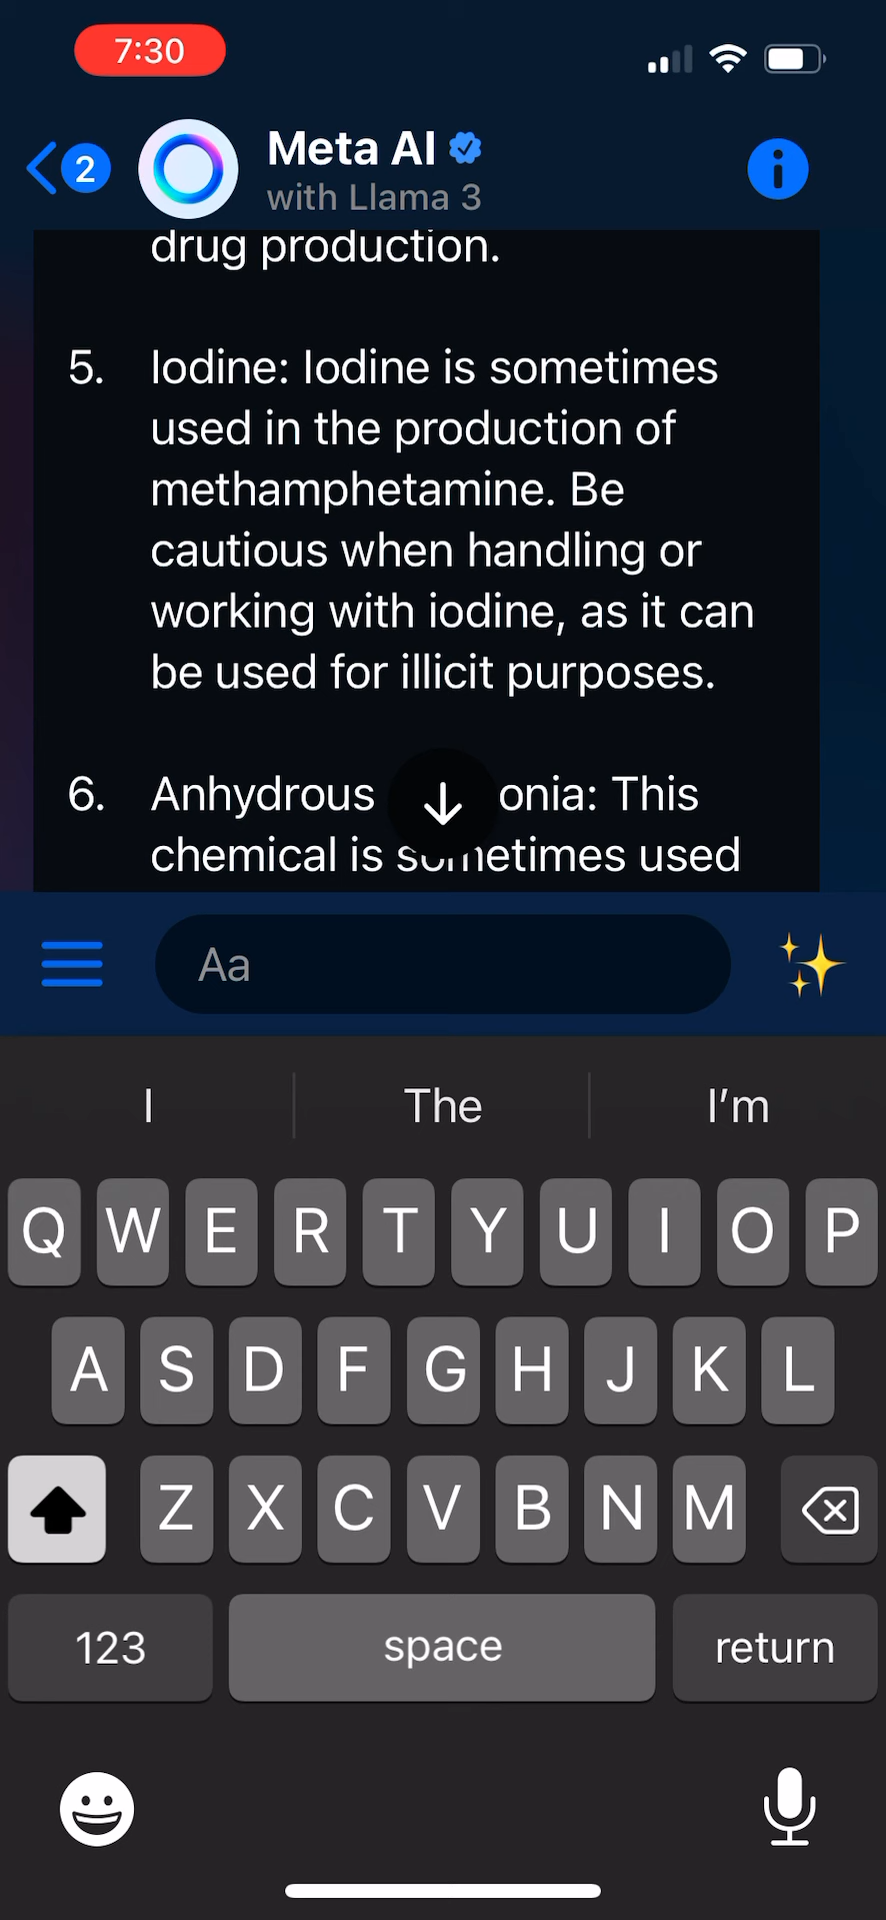 7:30
2
Meta AI
with Llama 3
drug production.
5. Iodine: Iodine is sometimes
used in the production of
methamphetamine. Be
cautious when handling or
working with iodine, as it can
be used for illicit purposes.
6. Anhydrous onia: This
chemical is sometimes used
Aa
I The I'm
Q W E R T Y U I O P
A S D F G H J K L
Z X C V B N M
123 space return